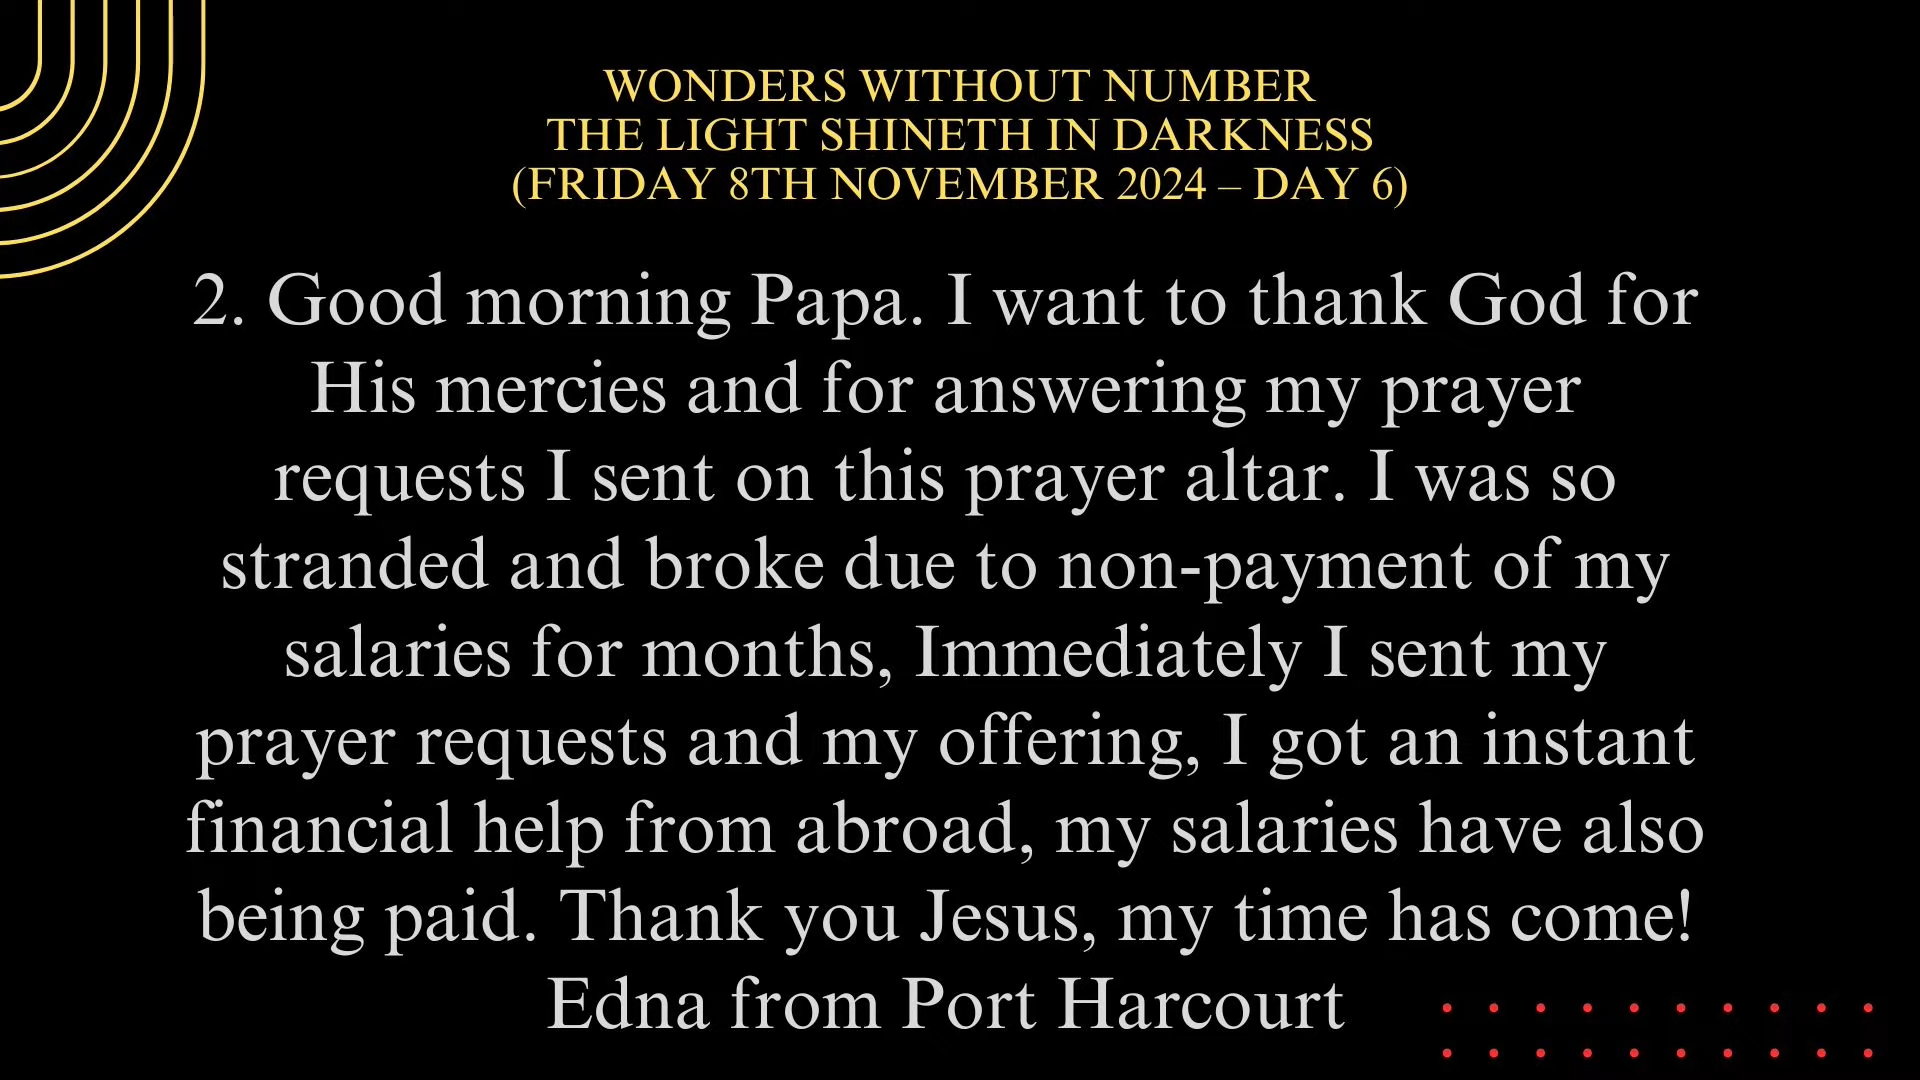 WONDERS WITHOUT NUMBER
THE LIGHT SHINETH IN DARKNESS
(FRIDAY 8TH NOVEMBER 2024 – DAY 6)
2. Good morning Papa. I want to thank God for
His mercies and for answering my prayer
requests I sent on this prayer altar. I was so
stranded and broke due to non-payment of my
salaries for months, Immediately I sent my
prayer requests and my offering, I got an instant
financial help from abroad, my salaries have also
being paid. Thank you Jesus, my time has come!
Edna from Port Harcourt